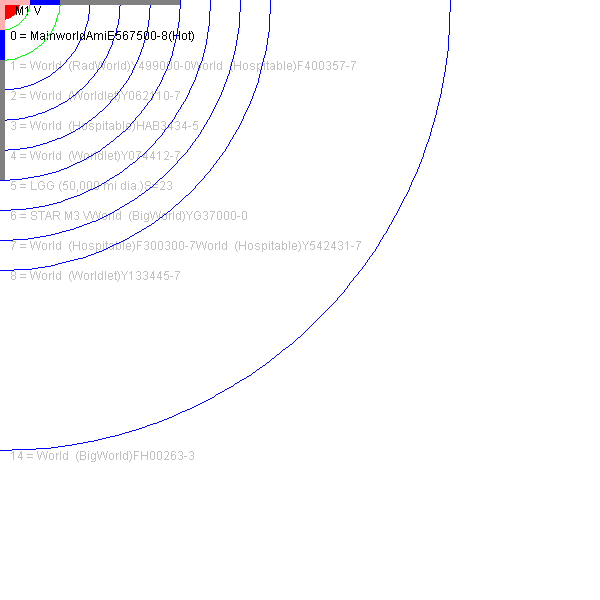 M1 V
0 = MainworldAmiE567500-8(Hot)
1 = World (RadWorld)Y499000-0World (Hospitable)F400357-7
2 = World (Worldlet)Y062110-7
3 = World (Hospitable)HAB3434-5
4 = World (Worldlet)Y074412-7
5 = LGG (50,000 mi dia.)S=23
6 = STAR M3 VWorld (BigWorld)YG37000-0
7 = World (Hospitable)F300300-7World (Hospitable)Y542431-7
8 = World (Worldlet)Y133445-7
14 = World (BigWorld)FH00263-3